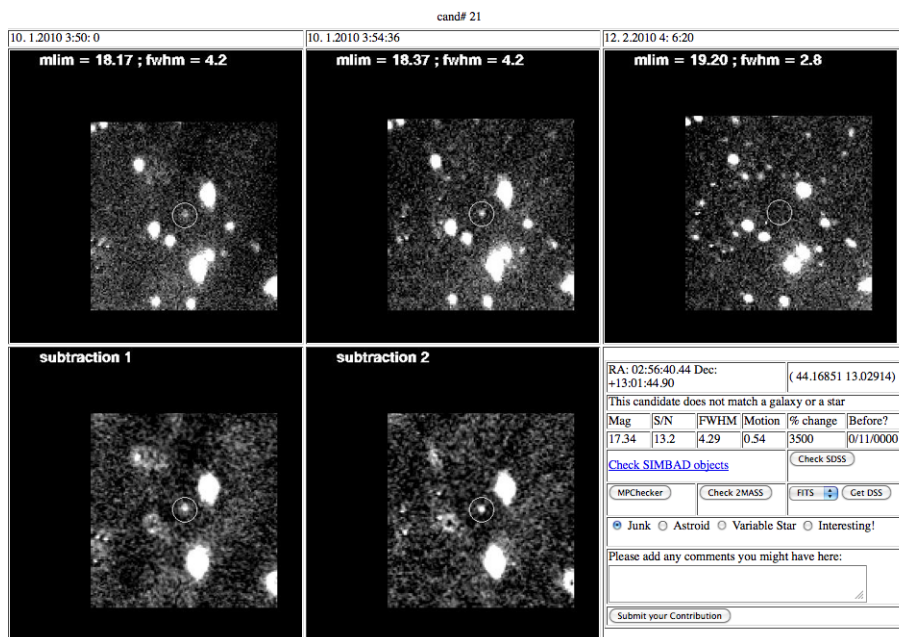 cand# 21
10. 1.2010 3:50: 0
10. 1.2010 3:54:36
12. 2.2010 4: 6:20
mlim = 18.17 ; fwhm = 4.2
mlim = 18.37 ; fwhm = 4.2
mlim = 19.20 ; fwhm = 2.8
subtraction 1
subtraction 2
RA: 02:56:40.44 Dec:
+13:01:44.90
( 44.16851 13.02914)
This candidate does not match a galaxy or a star
Mag S/N FWHM Motion % change Before?
17.34 13.2 4.29 0.54 3500 0/11/0000
Check SIMBAD objects
Check SDSS
MPChecker
Check 2MASS
FITS
Get DSS
Junk Astroid Variable Star Interesting!
Please add any comments you might have here:
Submit your Contribution